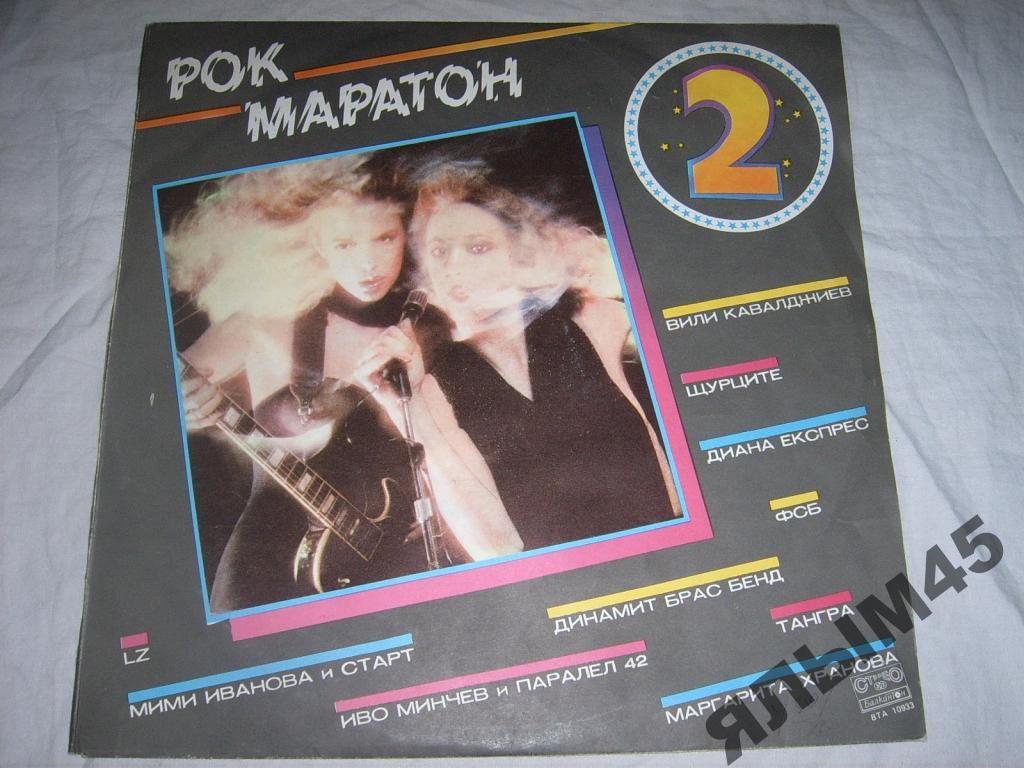 РОК
МАРАТОН
2
ВИЛИ КАВАЛДЖИЕВ
ЩУРЦИТЕ
ДИАНА ЕКСПРЕС
ФСБ
ДИНАМИТ БРАС БЕНД
ТАНГРА
LZ
МИМИ ИВАНОВА и СТАРТ
ИВО МИНЧЕВ и ПАРАЛЕЛ 42
МАРГАРИТА ХРАНОВА
СТЕРЕО
Балкантон
ВТА 10933
ЯЛЫМ45